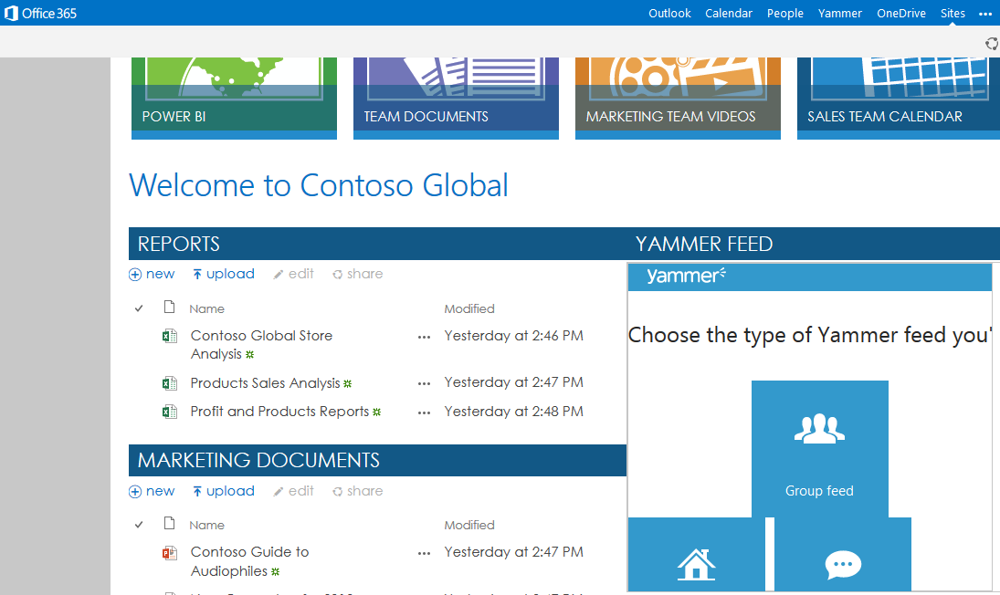 Office 365
Outlook Calendar People Yammer OneDrive Sites •••
POWER BI
TEAM DOCUMENTS
MARKETING TEAM VIDEOS
SALES TEAM CALENDAR
Welcome to Contoso Global
REPORTS
new upload edit share
Name Modified
Contoso Global Store
Analysis
••• Yesterday at 2:46 PM
Products Sales Analysis ••• Yesterday at 2:47 PM
Profit and Products Reports ••• Yesterday at 2:48 PM
MARKETING DOCUMENTS
new upload edit share
Name Modified
Contoso Guide to
Audiophiles
••• Yesterday at 2:47 PM
YAMMER FEED
yammer
Choose the type of Yammer feed you'
Group feed